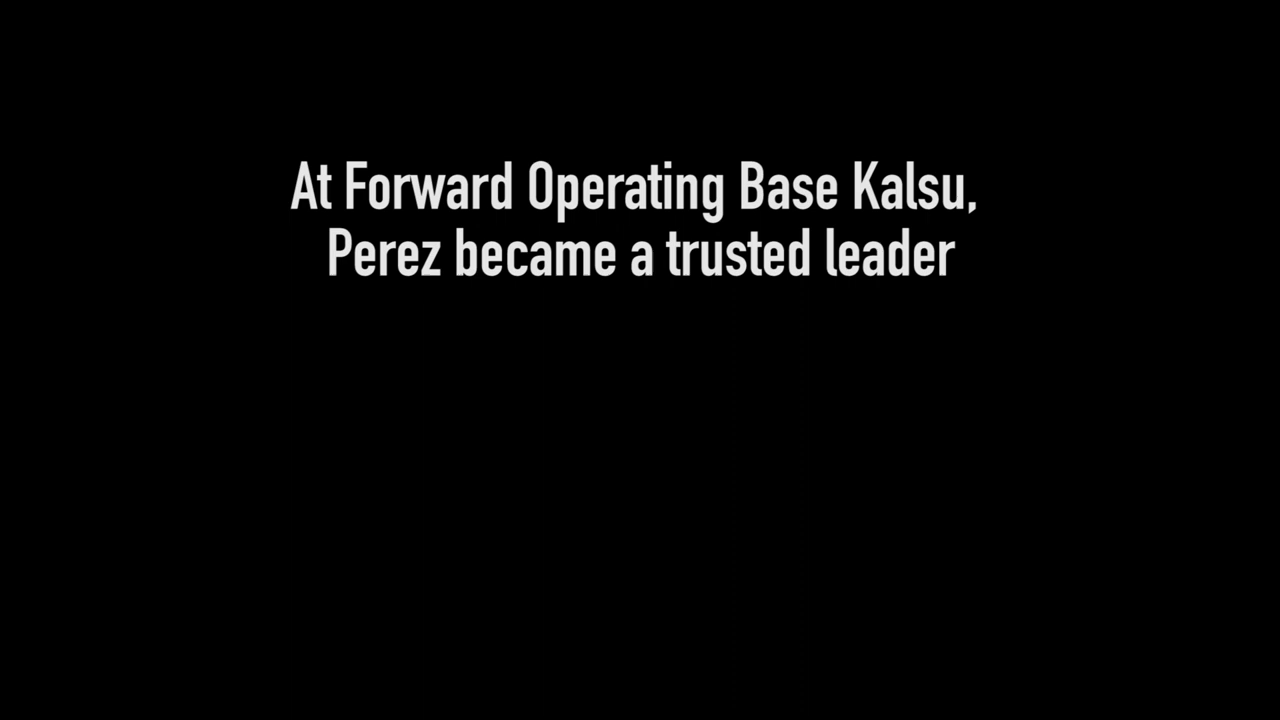 At Forward Operating Base Kalsu,
Perez became a trusted leader